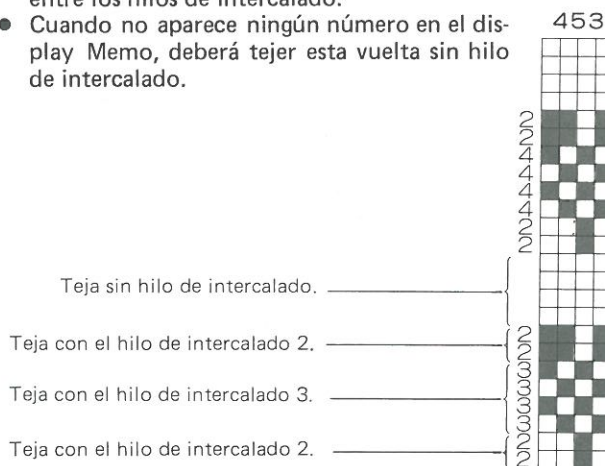 entre los hilos de intercalado.
● Cuando no aparece ningún número en el dis-
play Memo, deberá tejer esta vuelta sin hilo
de intercalado.
453
2
2
4
4
4
4
2
2
Teja sin hilo de intercalado.
Teja con el hilo de intercalado 2.
2
2
Teja con el hilo de intercalado 3.
3
3
3
3
Teja con el hilo de intercalado 2.
2
2